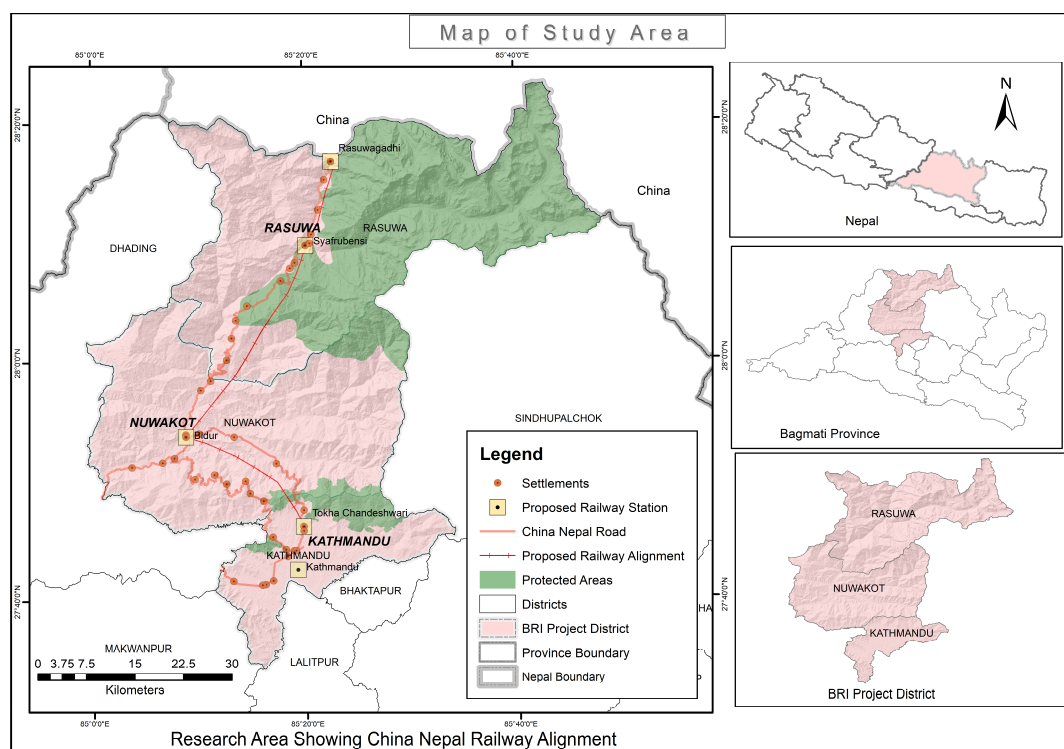 Map of Study Area
85°0'0"E
85°20'0"E
85°40'0"E
28°20'0"N
28°0'0"N
27°40'0"N
China
Rasuwagadhi
China
RASUWA
RASUWA
Syafrubensi
DHADING
NUWAKOT
NUWAKOT
Bidur
SINDHUPALCHOK
Tokha Chandeshwari
KATHMANDU
KATHMANDU
Kathmandu
BHAKTAPUR
MAKWANPUR
LALITPUR
HA
0 3.75 7.5 15 22.5 30
Kilometers
Legend
Settlements
Proposed Railway Station
China Nepal Road
Proposed Railway Alignment
Protected Areas
Districts
BRI Project District
Province Boundary
Nepal Boundary
85°0'0"E
85°20'0"E
85°40'0"E
28°20'0"N
28°0'0"N
27°40'0"N
Research Area Showing China Nepal Railway Alignment
N
Nepal
Bagmati Province
RASUWA
NUWAKOT
KATHMANDU
BRI Project District